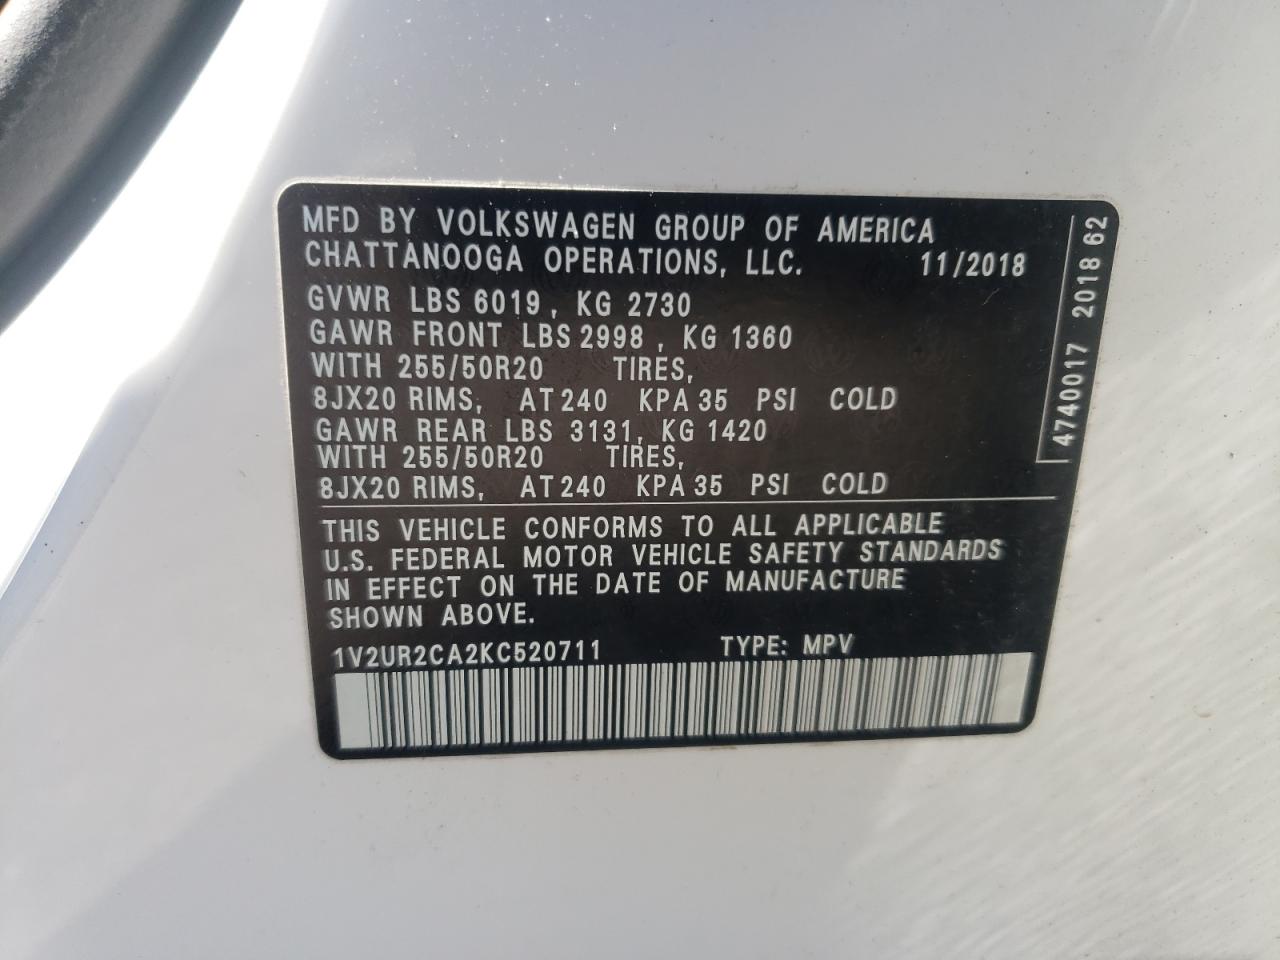 MFD BY VOLKSWAGEN GROUP OF AMERICA
CHATTANOOGA OPERATIONS, LLC. 11/2018
GVWR LBS 6019, KG 2730
GAWR FRONT LBS 2998, KG 1360
WITH 255/50R20 TIRES,
8JX20 RIMS, AT 240 KPA 35 PSI COLD
GAWR REAR LBS 3131, KG 1420
WITH 255/50R20 TIRES,
8JX20 RIMS, AT 240 KPA 35 PSI COLD
THIS VEHICLE CONFORMS TO ALL APPLICABLE
U.S. FEDERAL MOTOR VEHICLE SAFETY STANDARDS
IN EFFECT ON THE DATE OF MANUFACTURE
SHOWN ABOVE.
1V2UR2CA2KC520711 TYPE: MPV
4740017 2018 62